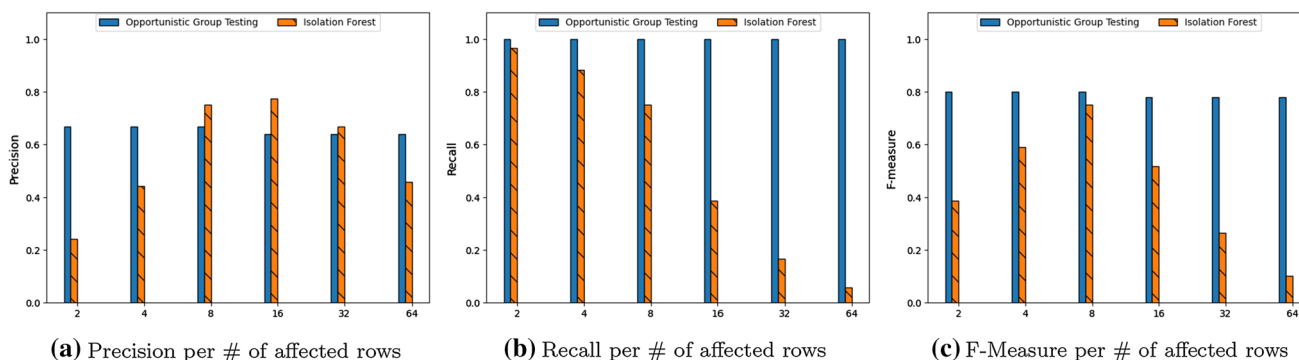 Opportunistic Group Testing Isolation Forest
1.0
0.8
0.6
0.4
0.2
0.0
Precision
2 4 8 16 32 64
(a) Precision per # of affected rows
Opportunistic Group Testing Isolation Forest
1.0
0.8
0.6
0.4
0.2
0.0
Recall
2 4 8 16 32 64
(b) Recall per # of affected rows
Opportunistic Group Testing Isolation Forest
1.0
0.8
0.6
0.4
0.2
0.0
F-measure
2 4 8 16 32 64
(c) F-Measure per # of affected rows